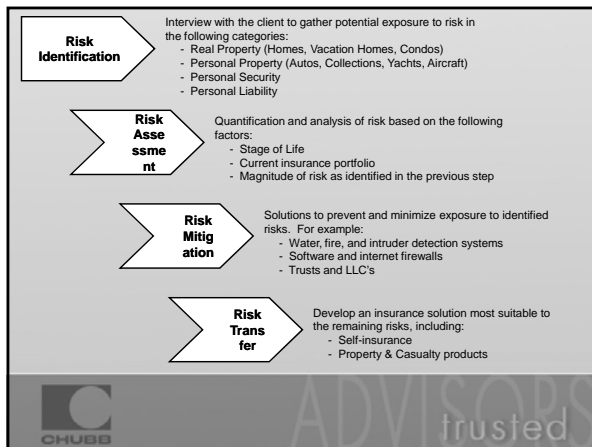 Risk
Identification
Interview with the client to gather potential exposure to risk in
the following categories:
- Real Property (Homes, Vacation Homes, Condos)
- Personal Property (Autos, Collections, Yachts, Aircraft)
- Personal Security
- Personal Liability
Risk
Asse
ssme
nt
Quantification and analysis of risk based on the following
factors:
- Stage of Life
- Current insurance portfolio
- Magnitude of risk as identified in the previous step
Risk
Mitig
ation
Solutions to prevent and minimize exposure to identified
risks. For example:
- Water, fire, and intruder detection systems
- Software and internet firewalls
- Trusts and LLC's
Risk
Trans
fer
Develop an insurance solution most suitable to
the remaining risks, including:
- Self-insurance
- Property & Casualty products
CHUBB
ADVISORS
trusted